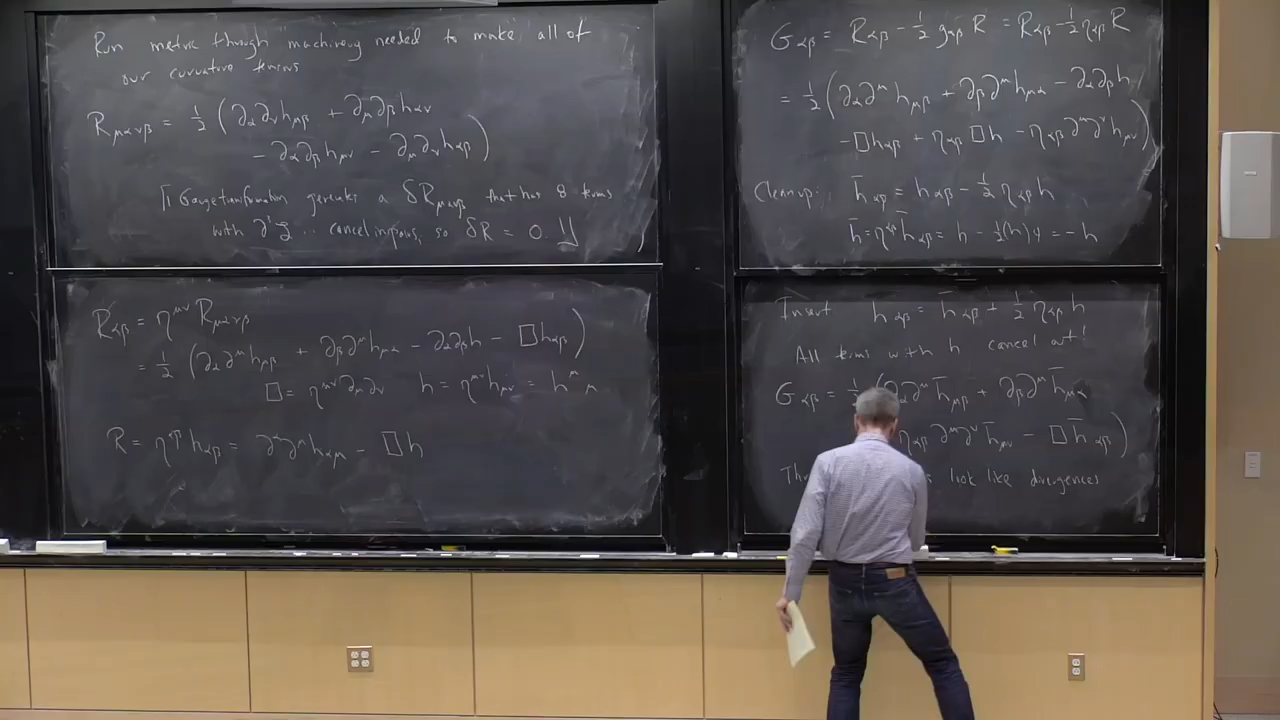 Run metric through machinery needed to make all of
our curvature tensors
R_{μανβ} = ½ (∂_α∂_ν h_{μβ} + ∂_μ∂_β h_{αν}
- ∂_α∂_β h_{μν} - ∂_μ∂_ν h_{αβ})
[[ Gauge transformation generates a δR_{μανβ} that has 8 terms
with ∂³ξ ... cancel in pairs, so δR = 0. ]]
R_{αβ} = η^{μν} R_{μανβ}
= ½ (∂_α∂^μ h_{μβ} + ∂_β∂^μ h_{μα} - ∂_α∂_β h - □h_{αβ})
□ = η^{μν}∂_μ∂_ν h = η^{μν}h_{μν} = h^μ_μ
R = η^{αβ} h_{αβ} = ∂^α∂^μ h_{αμ} - □h
G_{αβ} = R_{αβ} - ½ g_{αβ} R = R_{αβ} - ½ η_{αβ} R
= ½ (∂_α∂^μ h_{μβ} + ∂_β∂^μ h_{μα} - ∂_α∂_β h
- □h_{αβ} + η_{αβ} □h - η_{αβ} ∂^μ∂^ν h_{μν})
Cleanup: h̄_{αβ} = h_{αβ} - ½ η_{αβ} h
h̄ = η^{αβ} h̄_{αβ} = h - ½(h)4 = - h
Insert h_{αβ} = h̄_{αβ} + ½ η_{αβ} h
All terms with h cancel out!
G_{αβ} = ½ (∂_α∂^μ h̄_{μβ} + ∂_β∂^μ h̄_{μα}
η_{αβ} ∂^μ∂^ν h̄_{μν} - □h̄_{αβ})
look like divergences